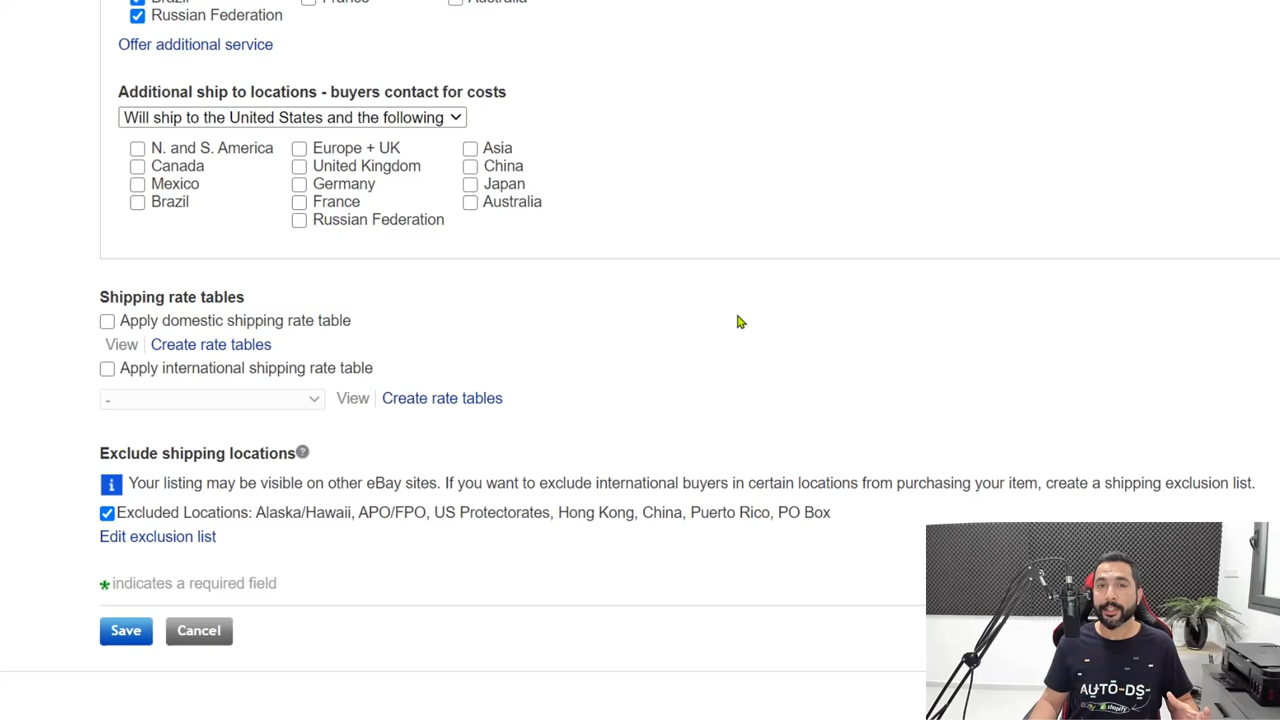 Brazil France Australia
Russian Federation
Offer additional service
Additional ship to locations - buyers contact for costs
Will ship to the United States and the following
N. and S. America Europe + UK Asia
Canada United Kingdom China
Mexico Germany Japan
Brazil France Australia
Russian Federation
Shipping rate tables
Apply domestic shipping rate table
View Create rate tables
Apply international shipping rate table
- View Create rate tables
Exclude shipping locations
Your listing may be visible on other eBay sites. If you want to exclude international buyers in certain locations from purchasing your item, create a shipping exclusion list.
Excluded Locations: Alaska/Hawaii, APO/FPO, US Protectorates, Hong Kong, China, Puerto Rico, PO Box
Edit exclusion list
* indicates a required field
Save Cancel
AUTO-DS
shopify